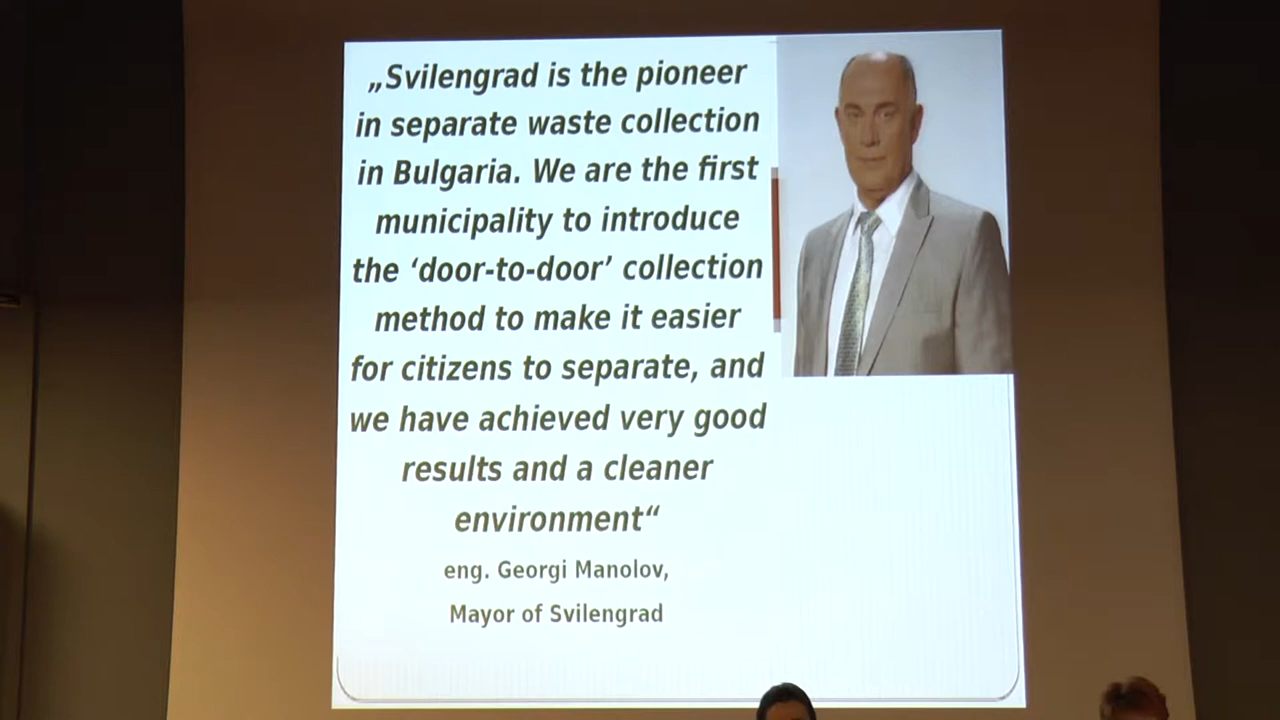 „Svilengrad is the pioneer
in separate waste collection
in Bulgaria. We are the first
municipality to introduce
the ‘door-to-door’ collection
method to make it easier
for citizens to separate, and
we have achieved very good
results and a cleaner
environment“
eng. Georgi Manolov,
Mayor of Svilengrad